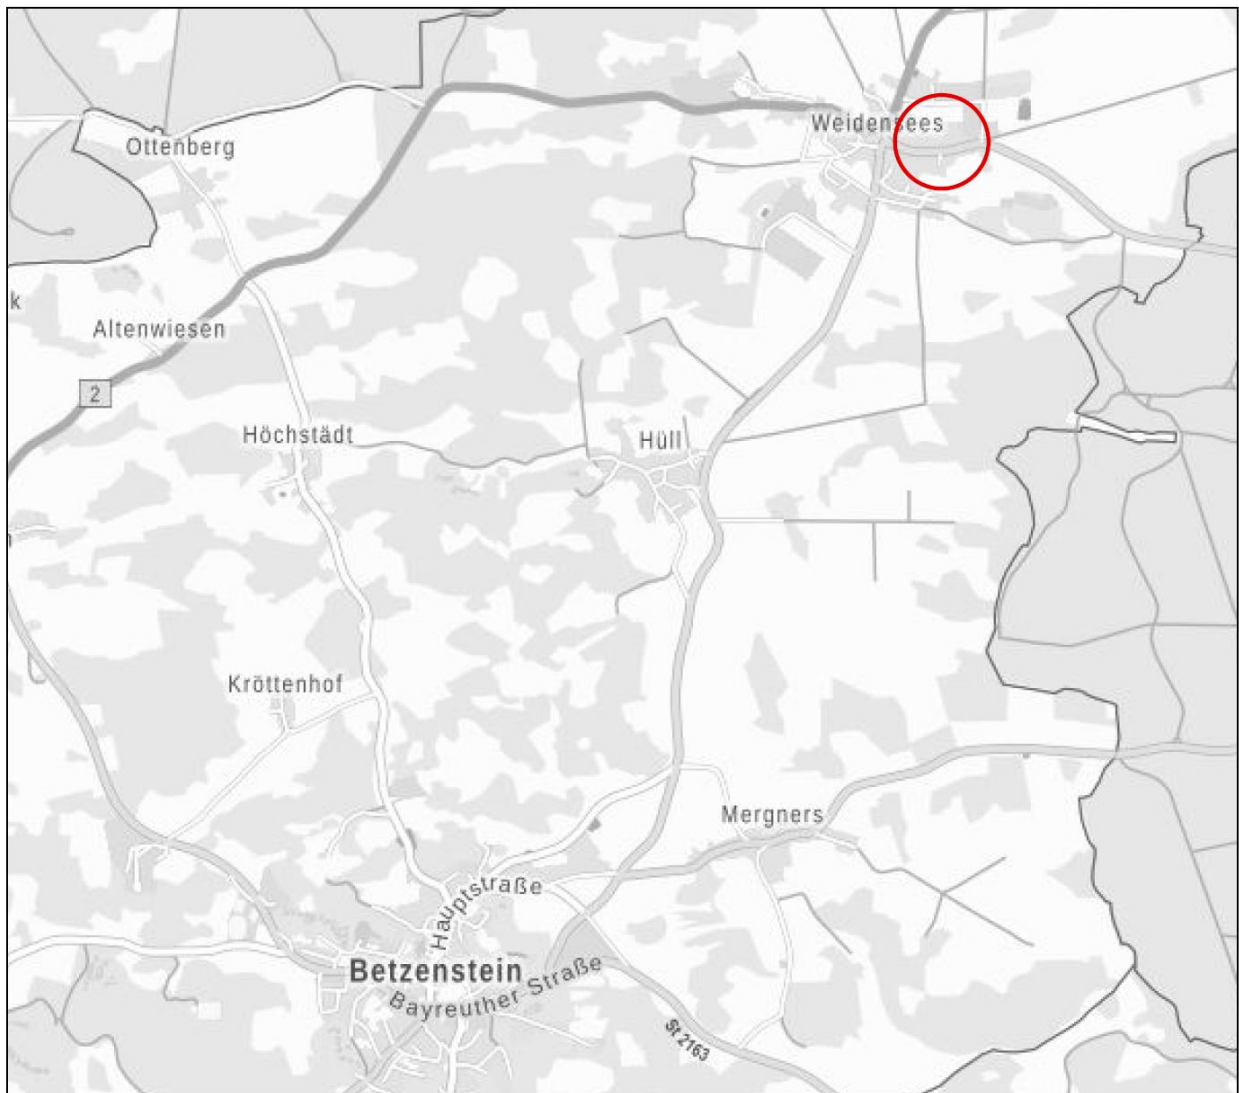 Weidensees
Ottenberg
k
Altenwiesen
2
Höchstädt
Hüll
Kröttenhof
Mergners
Hauptstraße
Betzenstein
Bayreuther Straße
St 2163